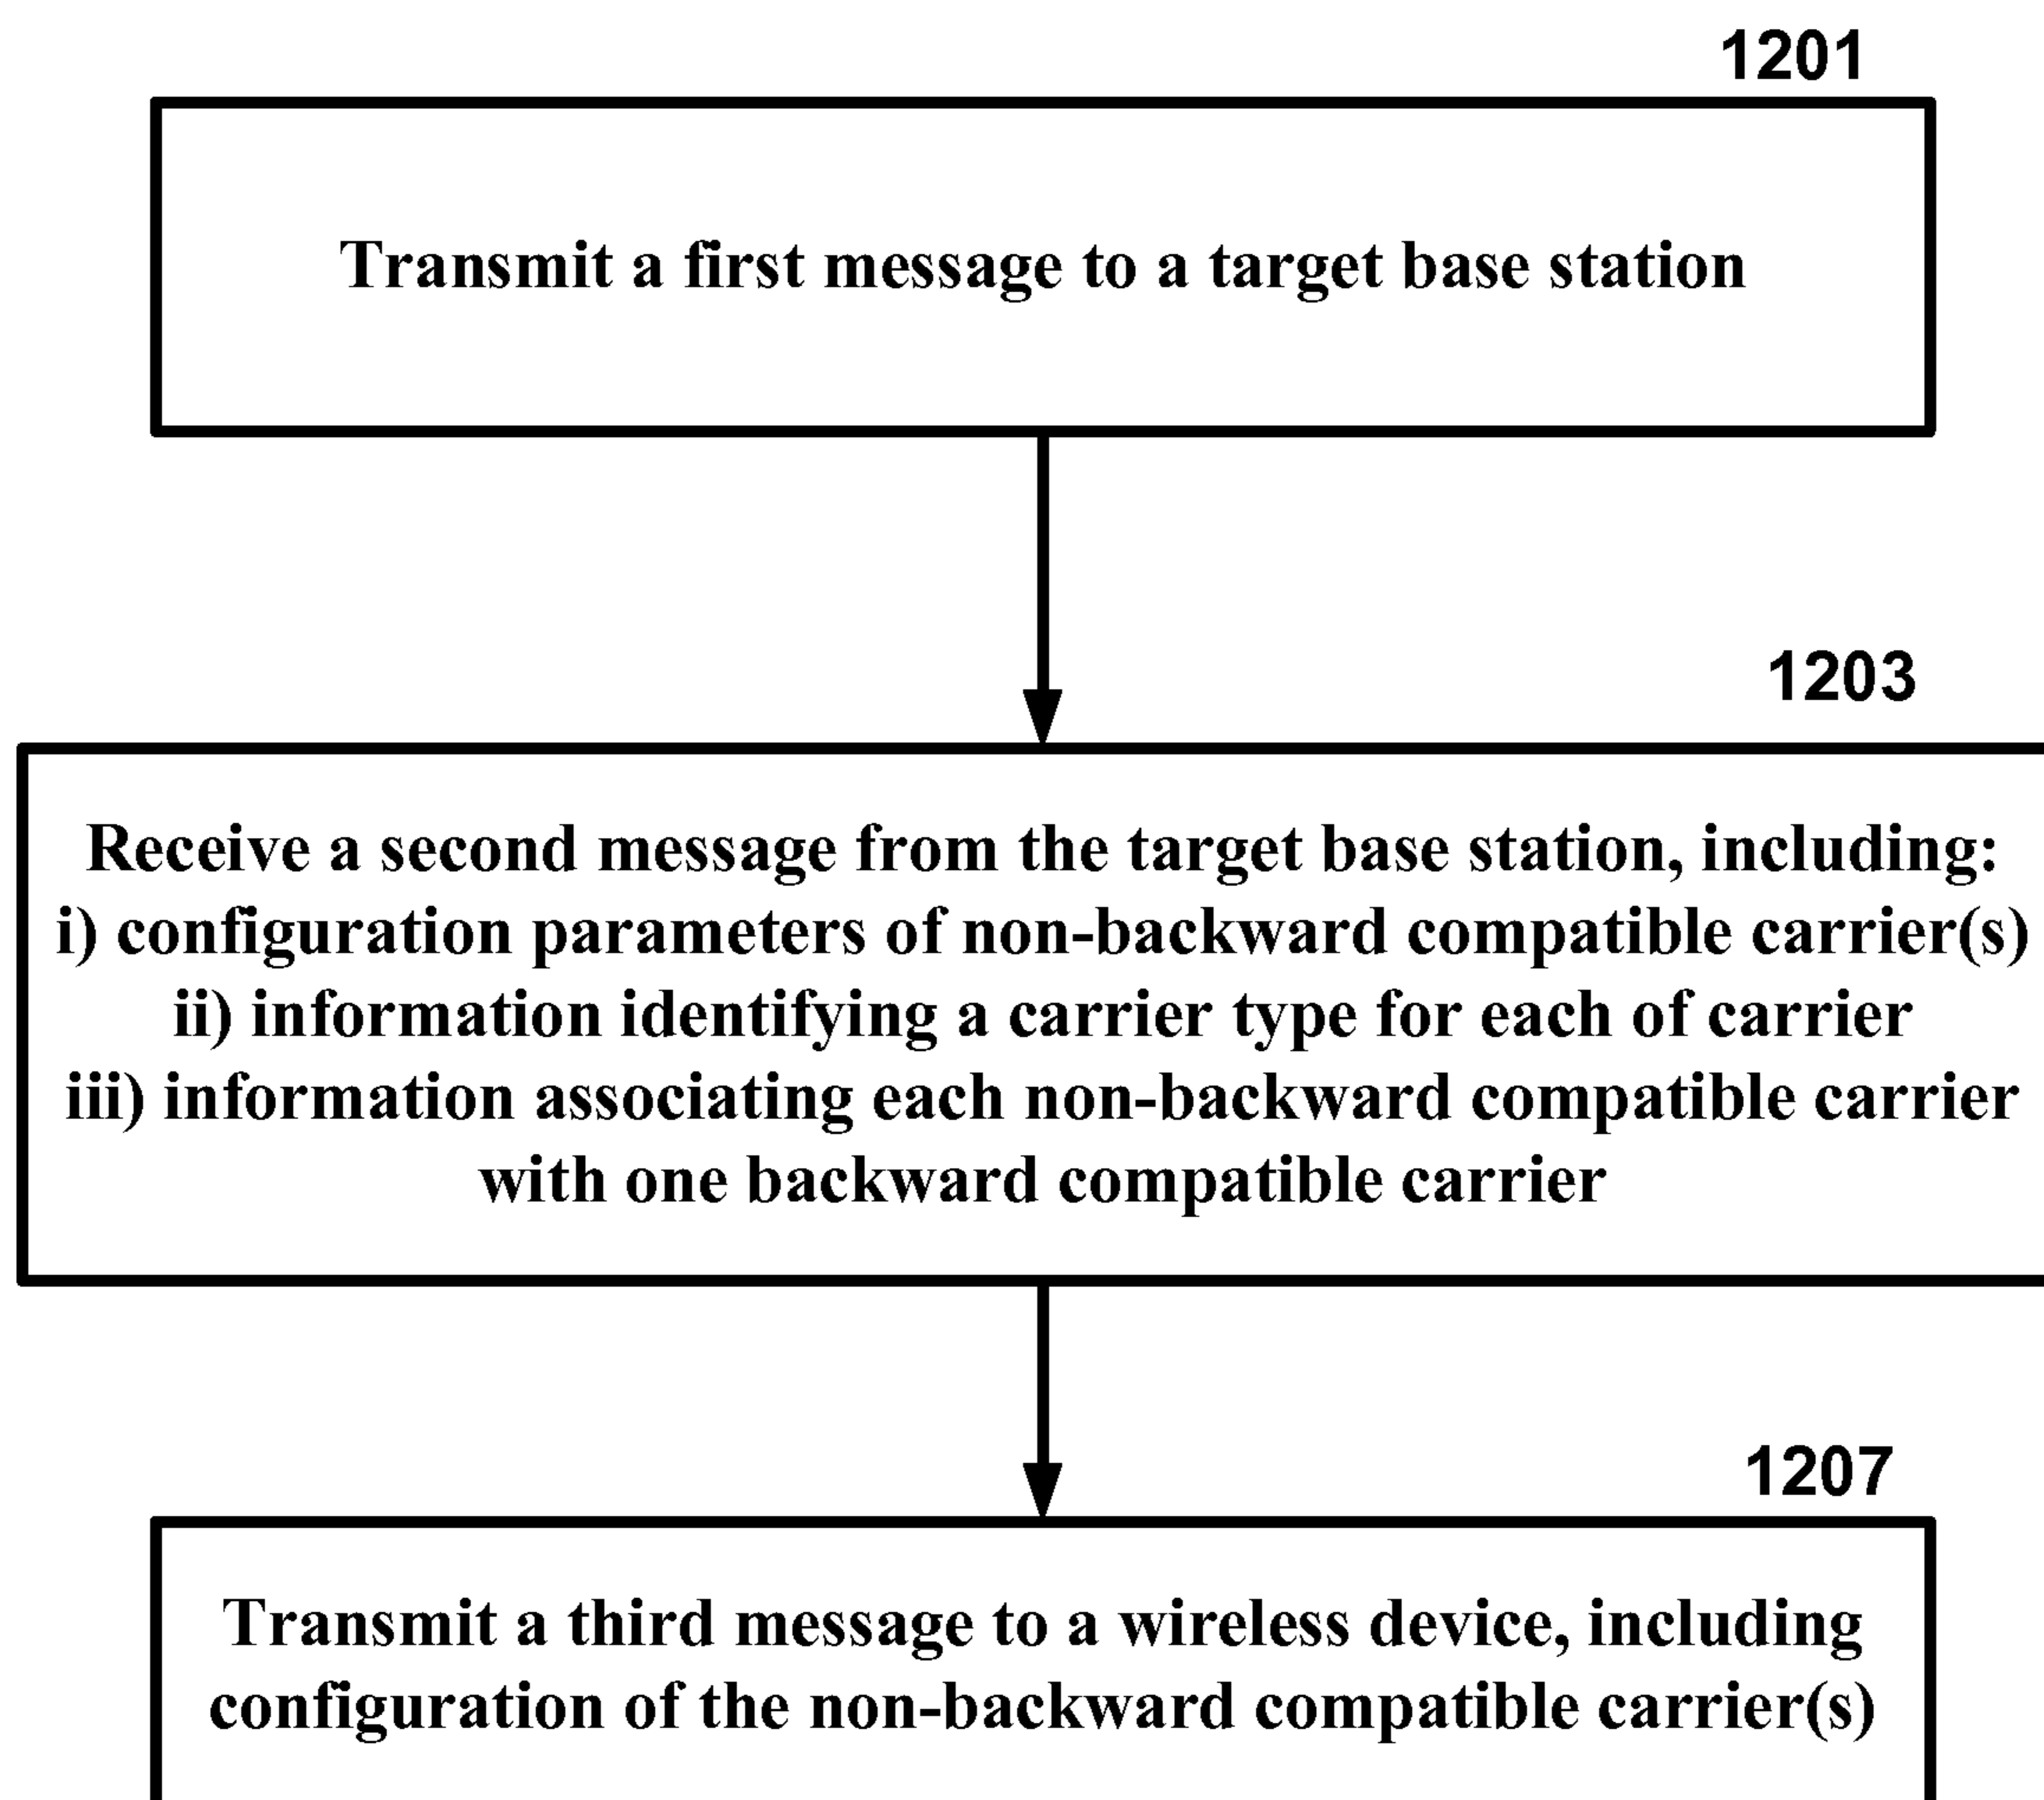 1201
Transmit a first message to a target base station
1203
Receive a second message from the target base station, including:
i) configuration parameters of non-backward compatible carrier(s)
ii) information identifying a carrier type for each of carrier
iii) information associating each non-backward compatible carrier
with one backward compatible carrier
1207
Transmit a third message to a wireless device, including
configuration of the non-backward compatible carrier(s)